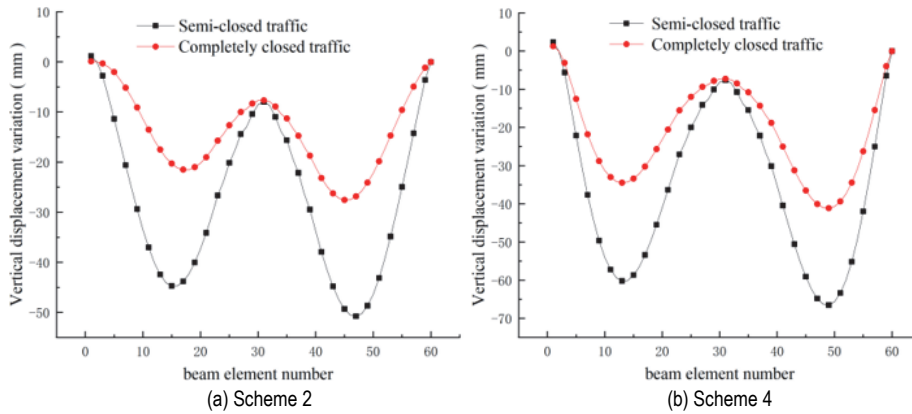 Semi-closed traffic
Completely closed traffic
Vertical displacement variation ( mm )
0
-10
-20
-30
-40
-50
0 10 20 30 40 50 60
beam element number
(a) Scheme 2
Semi-closed traffic
Completely closed traffic
Vertical displacement variation ( mm )
10
0
-10
-20
-30
-40
-50
-60
-70
0 10 20 30 40 50 60
beam element number
(b) Scheme 4